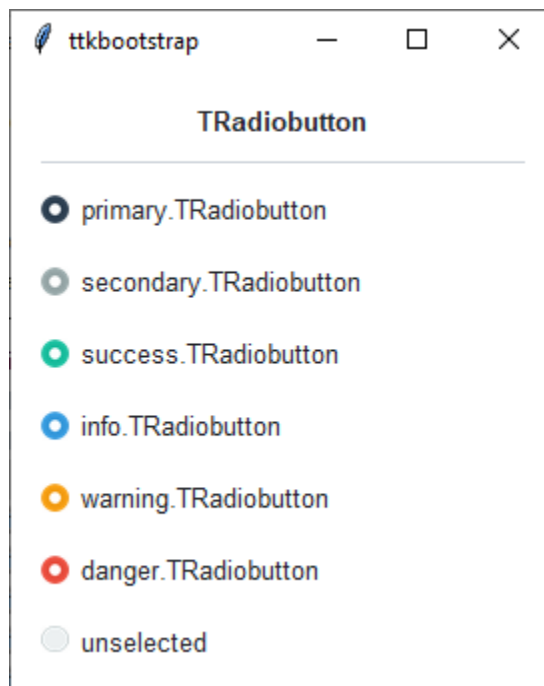 ttkbootstrap
TRadiobutton
primary.TRadiobutton
secondary.TRadiobutton
success.TRadiobutton
info.TRadiobutton
warning.TRadiobutton
danger.TRadiobutton
unselected